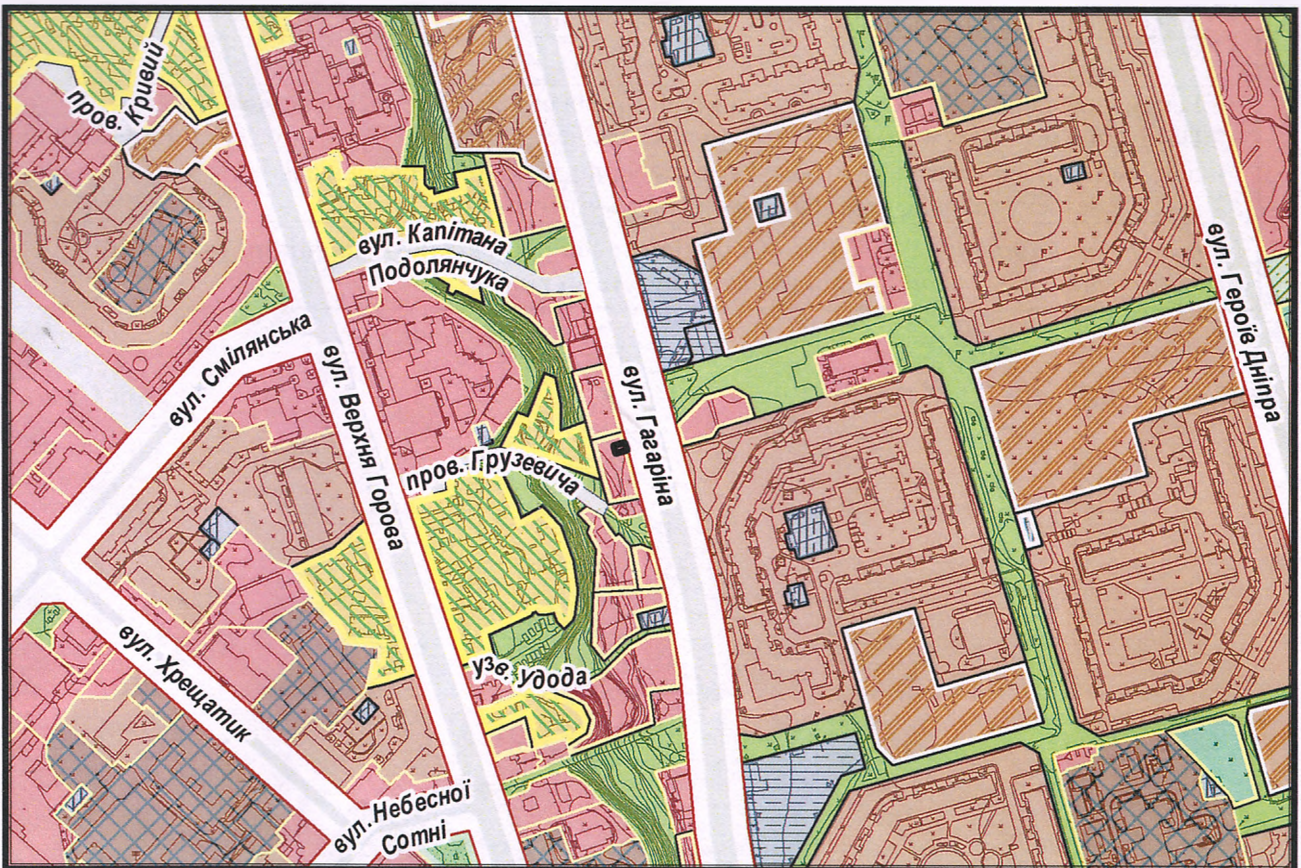 пров. Кривий
вул. Капітана
Подолянчука
вул. Смілянська
вул. Верхня Горова
вул. Гагаріна
вул. Героїв Дніпра
пров. Грузевича
узв. Удода
вул. Хрещатик
вул. Небесної
Сотні